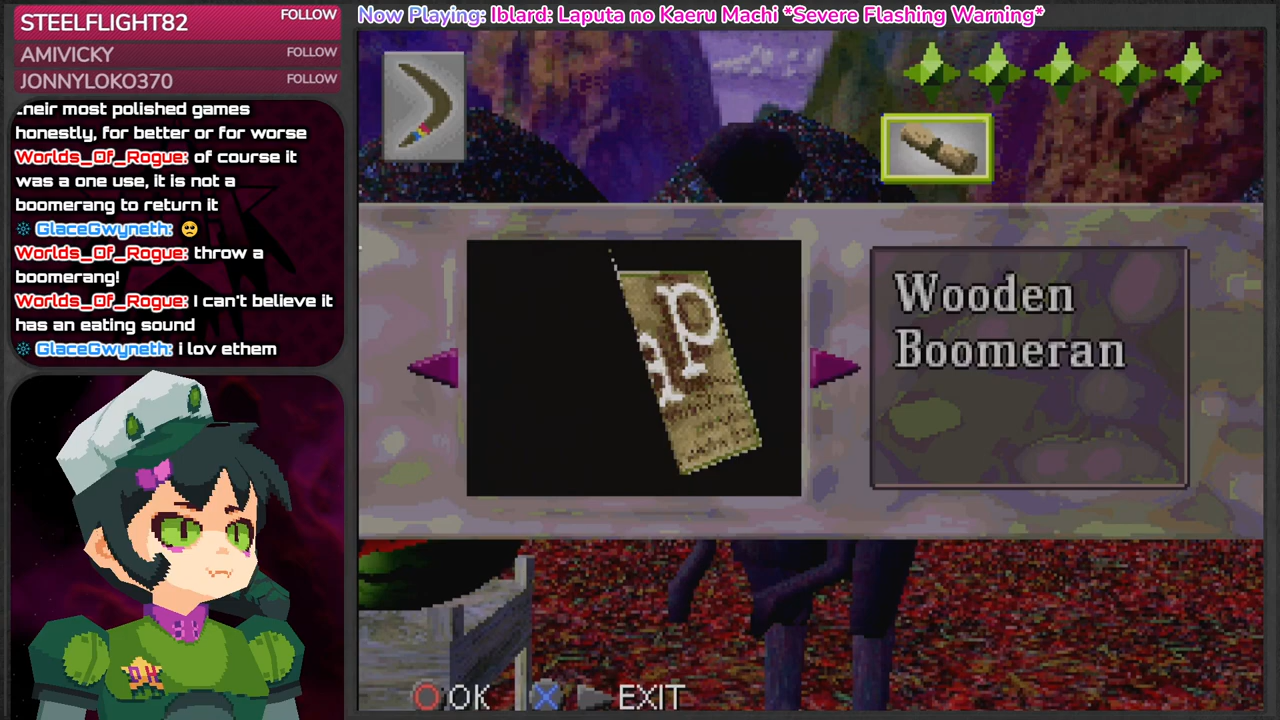 STEELFLIGHT82
FOLLOW
AMIVICKY
FOLLOW
JONNYLOKO370
FOLLOW
Now Playing: Iblard: Laputa no Kaeru Machi *Severe Flashing Warning*
their most polished games
honestly, for better or for worse
Worlds_Of_Rogue: of course it
was a one use, it is not a
boomerang to return it
GlaceGwyneth: 🥺
Worlds_Of_Rogue: throw a
boomerang!
Worlds_Of_Rogue: I can't believe it
has an eating sound
GlaceGwyneth: i lov ethem
ap
Wooden
Boomeran
OK
EXIT